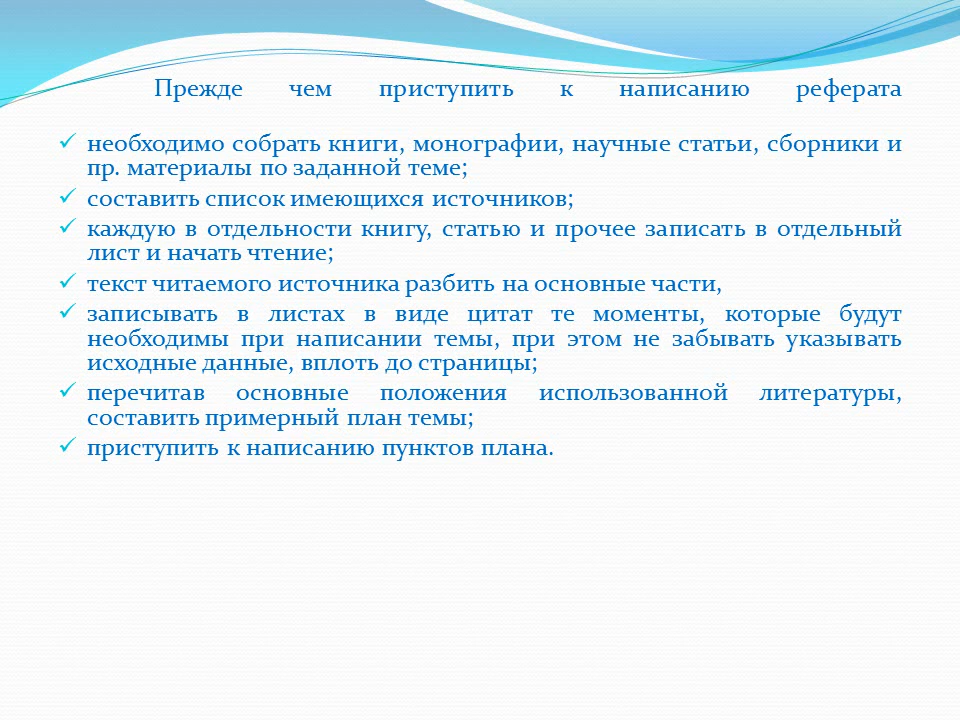 Прежде чем приступить к написанию реферата
необходимо собрать книги, монографии, научные статьи, сборники и
пр. материалы по заданной теме;
составить список имеющихся источников;
каждую в отдельности книгу, статью и прочее записать в отдельный
лист и начать чтение;
текст читаемого источника разбить на основные части,
записывать в листах в виде цитат те моменты, которые будут
необходимы при написании темы, при этом не забывать указывать
исходные данные, вплоть до страницы;
перечитав основные положения использованной литературы,
составить примерный план темы;
приступить к написанию пунктов плана.